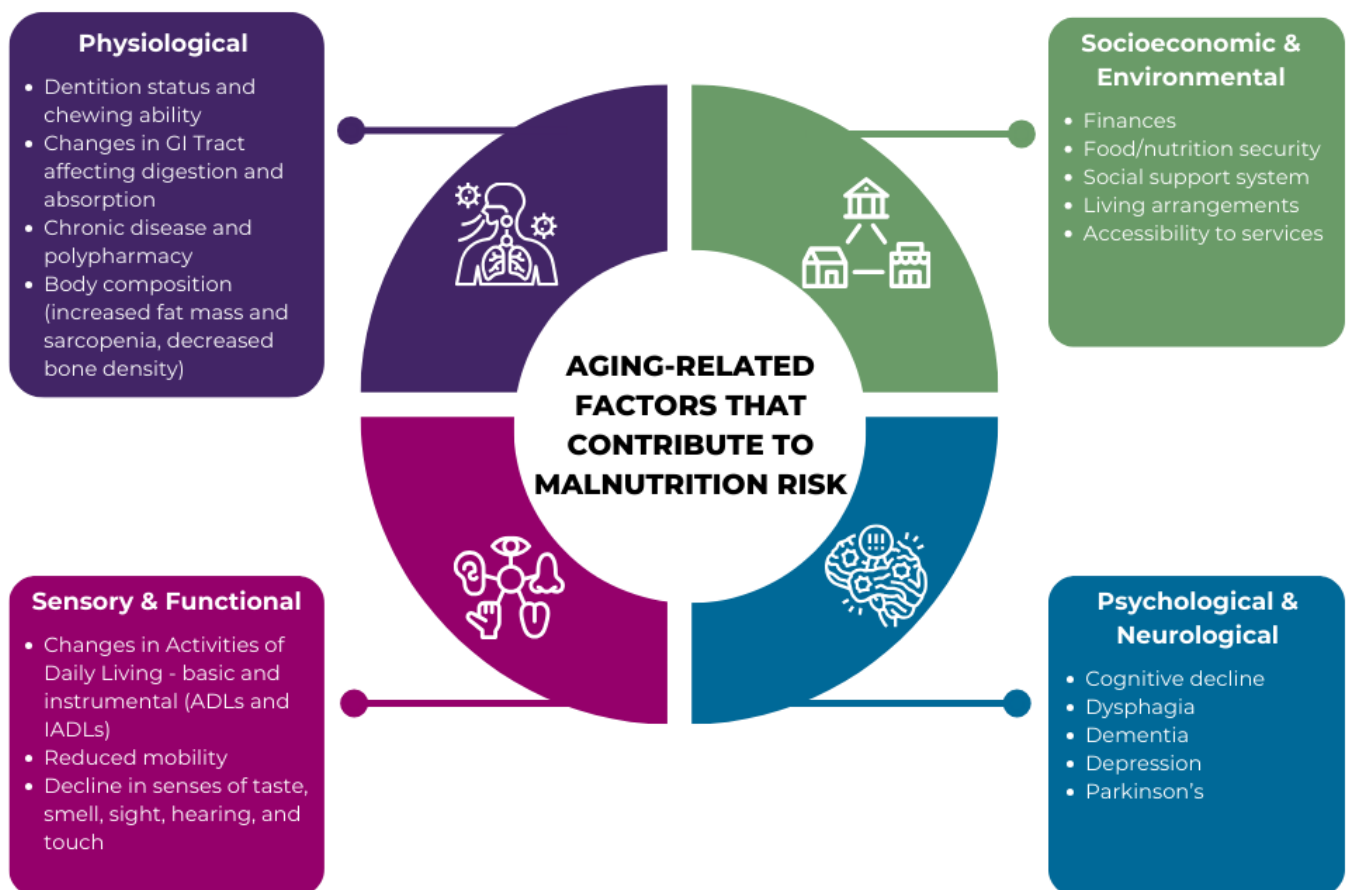 Physiological
• Dentition status and
chewing ability
• Changes in GI Tract
affecting digestion and
absorption
• Chronic disease and
polypharmacy
• Body composition
(increased fat mass and
sarcopenia, decreased
bone density)
Socioeconomic &
Environmental
• Finances
• Food/nutrition security
• Social support system
• Living arrangements
• Accessibility to services
AGING-RELATED
FACTORS THAT
CONTRIBUTE TO
MALNUTRITION RISK
Sensory & Functional
• Changes in Activities of
Daily Living - basic and
instrumental (ADLs and
IADLs)
• Reduced mobility
• Decline in senses of taste,
smell, sight, hearing, and
touch
Psychological &
Neurological
• Cognitive decline
• Dysphagia
• Dementia
• Depression
• Parkinson's
!!!